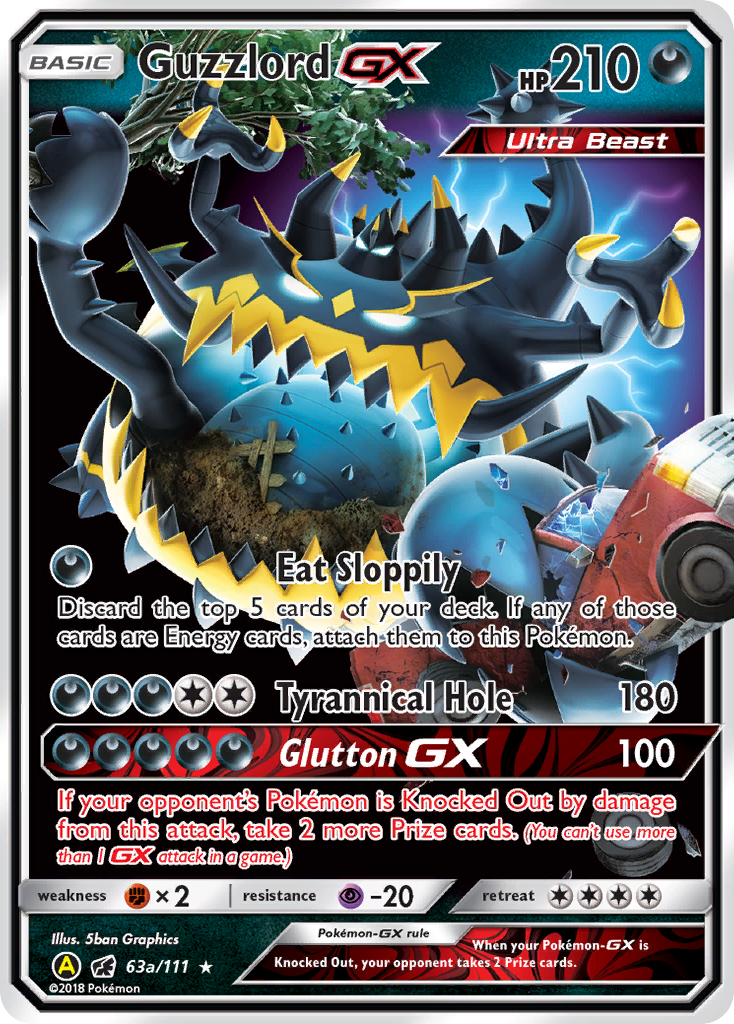 BASIC Guzzlord GX HP210
Ultra Beast
Eat Sloppily
Discard the top 5 cards of your deck. If any of those
cards are Energy cards, attach them to this Pokémon.
Tyrannical Hole 180
Glutton GX 100
If your opponent's Pokémon is Knocked Out by damage
from this attack, take 2 more Prize cards. (You can't use more
than 1 GX attack in a game.)
weakness ×2 resistance -20 retreat
Illus. 5ban Graphics
Pokémon-GX rule
When your Pokémon-GX is
Knocked Out, your opponent takes 2 Prize cards.
A 63a/111 ★
©2018 Pokémon